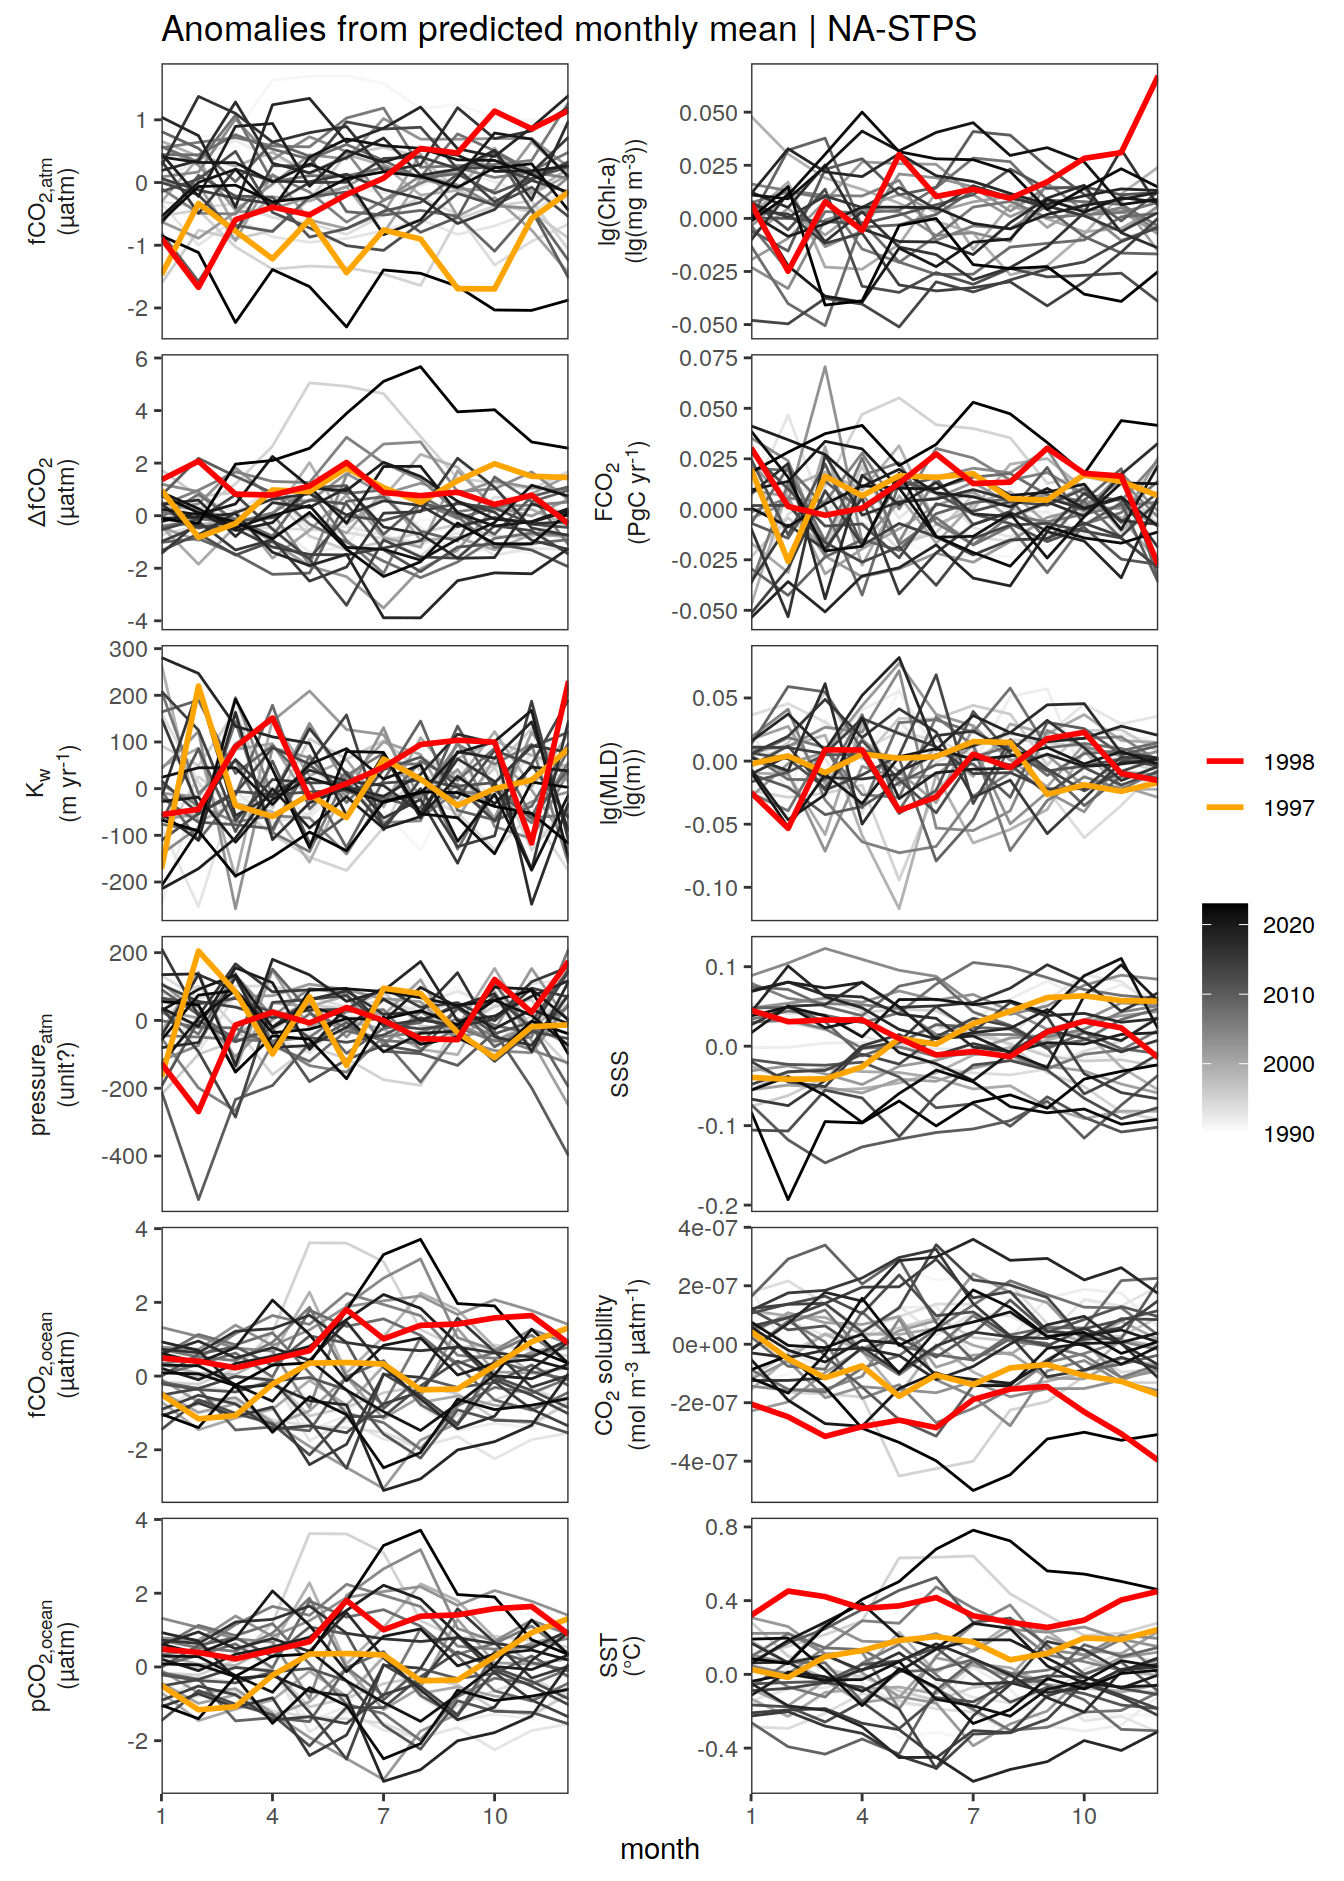 Anomalies from predicted monthly mean | NA-STPS
fCO2,atm
(µatm)
1
0
-1
-2
lg(Chl-a)
(lg(mg m-3))
0.050
0.025
0.000
-0.025
-0.050
ΔfCO2
(µatm)
6
4
2
0
-2
-4
FCO2
(PgC yr-1)
0.075
0.050
0.025
0.000
-0.025
-0.050
Kw
(m yr-1)
300
200
100
0
-100
-200
lg(MLD)
(lg(m))
0.05
0.00
-0.05
-0.10
pressureatm
(unit?)
200
0
-200
-400
SSS
0.1
0.0
-0.1
-0.2
fCO2,ocean
(µatm)
4
2
0
-2
CO2 solubility
(mol m-3 µatm-1)
4e-07
2e-07
0e+00
-2e-07
-4e-07
pCO2,ocean
(µatm)
4
2
0
-2
SST
(°C)
0.8
0.4
0.0
-0.4
1 4 7 10
1 4 7 10
month
1998
1997
2020
2010
2000
1990